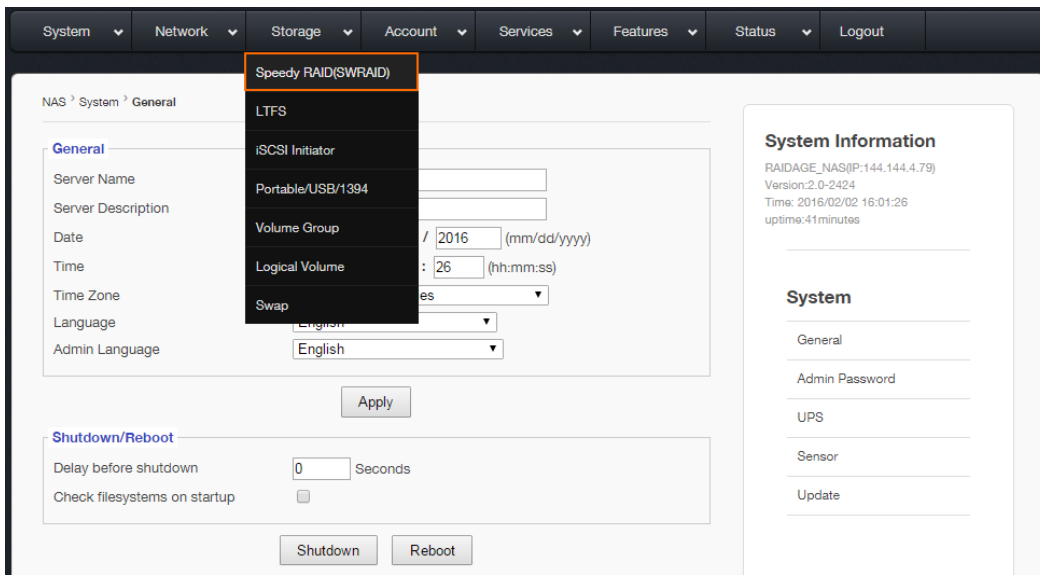 System Network Storage Account Services Features Status Logout
Speedy RAID(SWRAID)
LTFS
iSCSI Initiator
Portable/USB/1394
Volume Group
Logical Volume
Swap
NAS > System > General
General
Server Name
Server Description
Date / 2016 (mm/dd/yyyy)
Time : 26 (hh:mm:ss)
Time Zone es
Language English
Admin Language English
Apply
Shutdown/Reboot
Delay before shutdown 0 Seconds
Check filesystems on startup
Shutdown Reboot
System Information
RAIDAGE_NAS(IP:144.144.4.79)
Version:2.0-2424
Time: 2016/02/02 16:01:26
uptime:41minutes
System
General
Admin Password
UPS
Sensor
Update